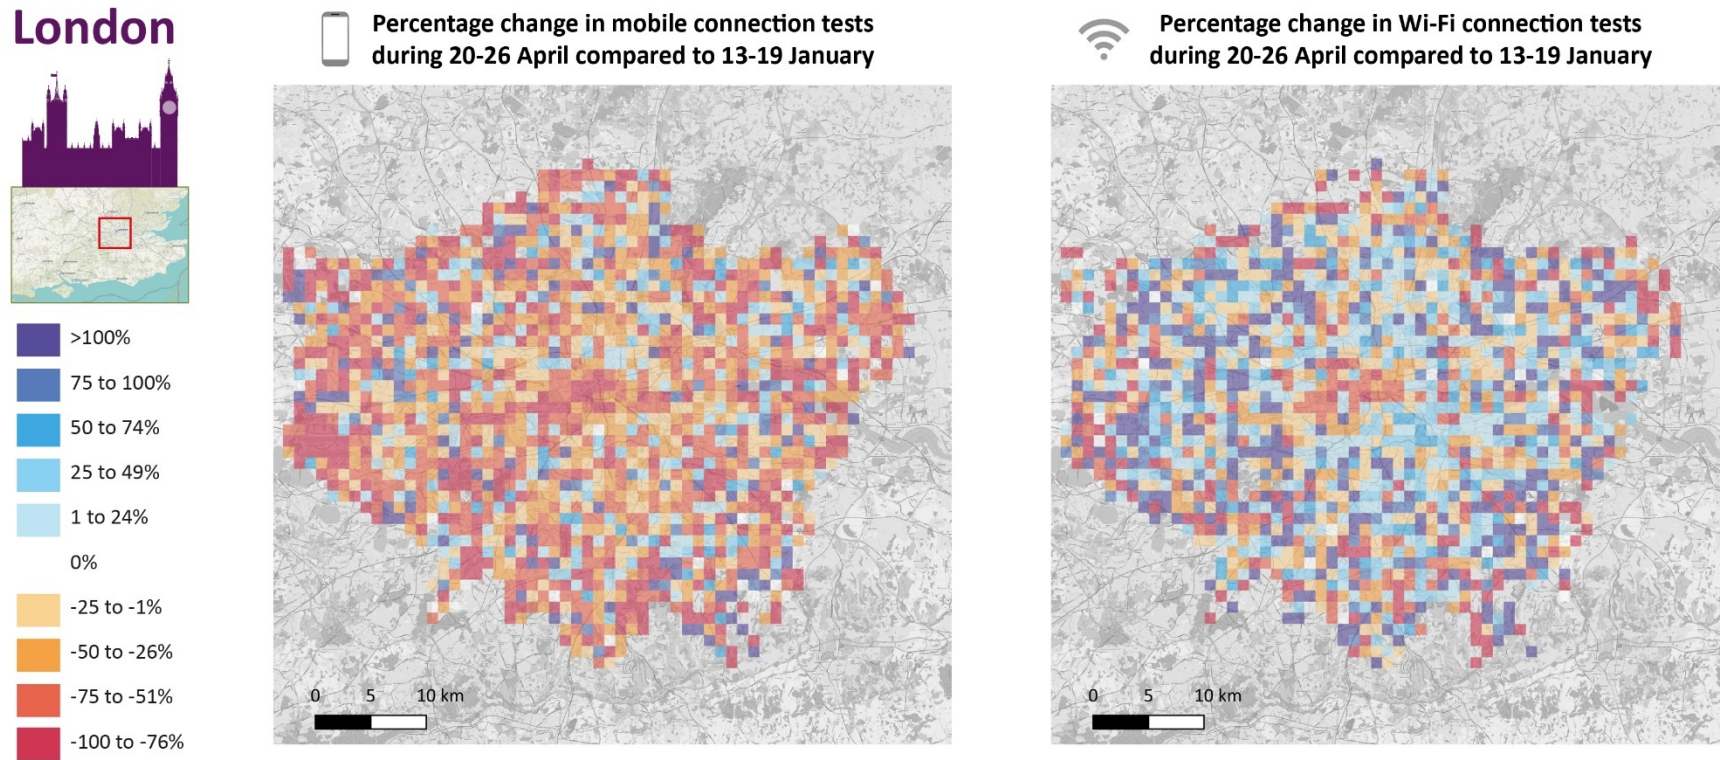 London
Percentage change in mobile connection tests
during 20-26 April compared to 13-19 January
Percentage change in Wi-Fi connection tests
during 20-26 April compared to 13-19 January
>100%
75 to 100%
50 to 74%
25 to 49%
1 to 24%
0%
-25 to -1%
-50 to -26%
-75 to -51%
-100 to -76%
0 5 10 km
0 5 10 km